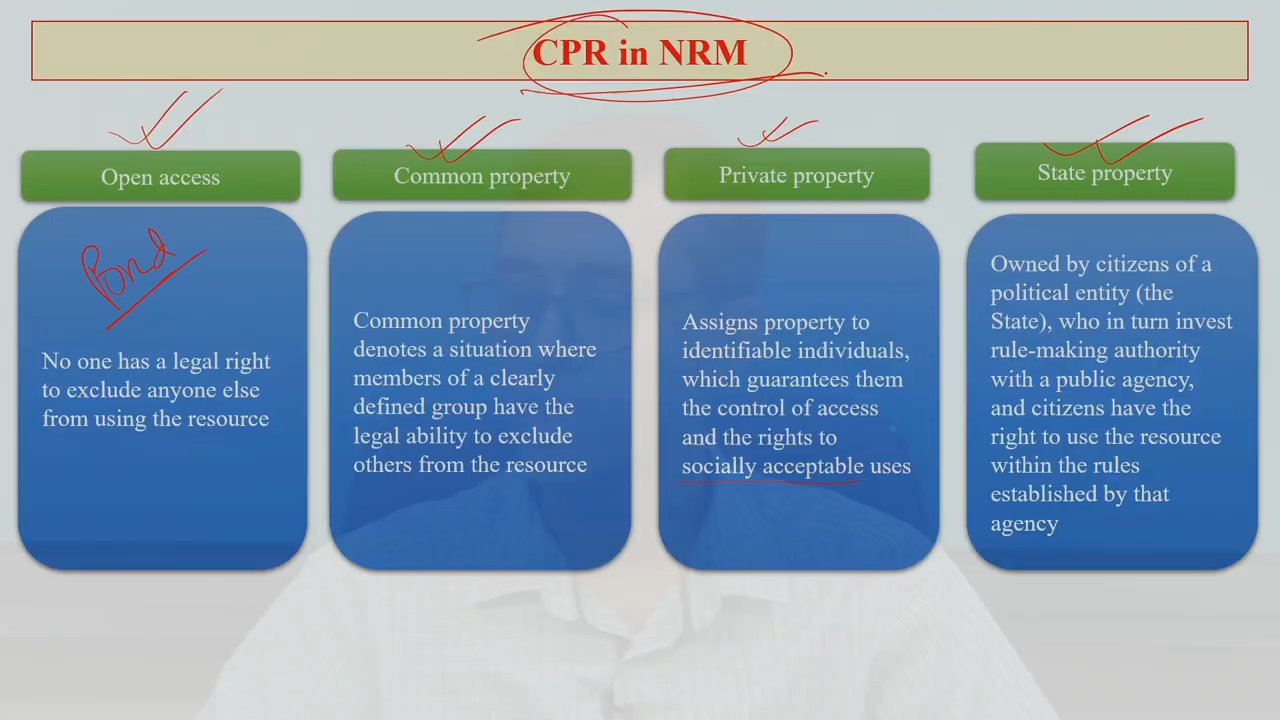 CPR in NRM
Open access
Pond
No one has a legal right
to exclude anyone else
from using the resource
Common property
Common property
denotes a situation where
members of a clearly
defined group have the
legal ability to exclude
others from the resource
Private property
Assigns property to
identifiable individuals,
which guarantees them
the control of access
and the rights to
socially acceptable uses
State property
Owned by citizens of a
political entity (the
State), who in turn invest
rule-making authority
with a public agency,
and citizens have the
right to use the resource
within the rules
established by that
agency